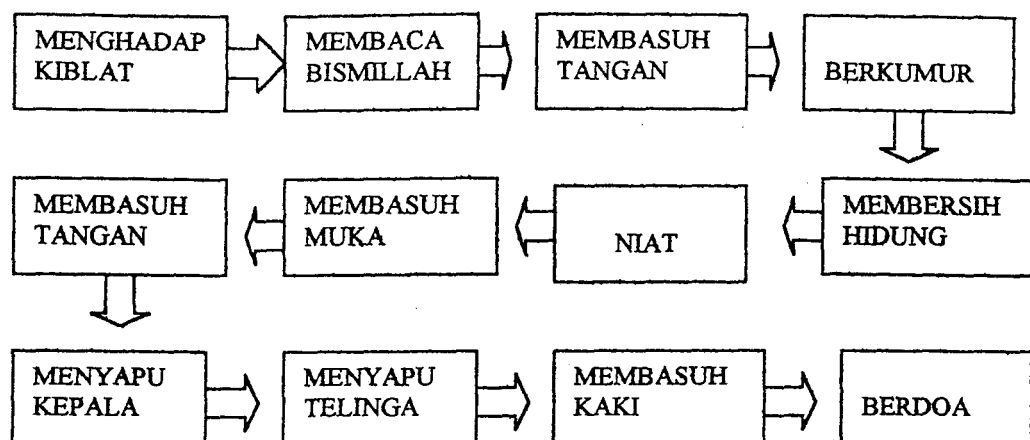 MENGHADAP
KIBLAT
MEMBACA
BISMILLAH
MEMBASUH
TANGAN
BERKUMUR
MEMBERSIH
HIDUNG
NIAT
MEMBASUH
MUKA
MEMBASUH
TANGAN
MENYAPU
KEPALA
MENYAPU
TELINGA
MEMBASUH
KAKI
BERDOA